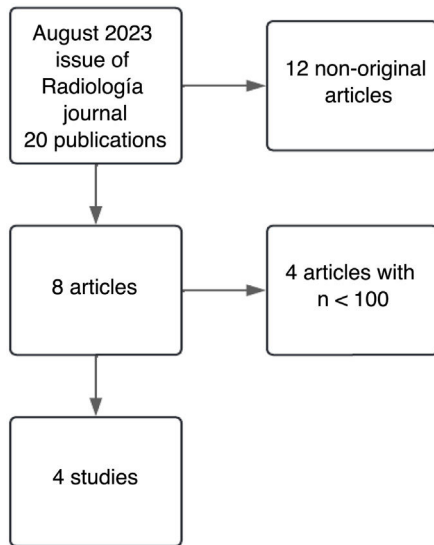 August 2023
issue of
Radiología
journal
20 publications
12 non-original
articles
8 articles
4 articles with
n < 100
4 studies